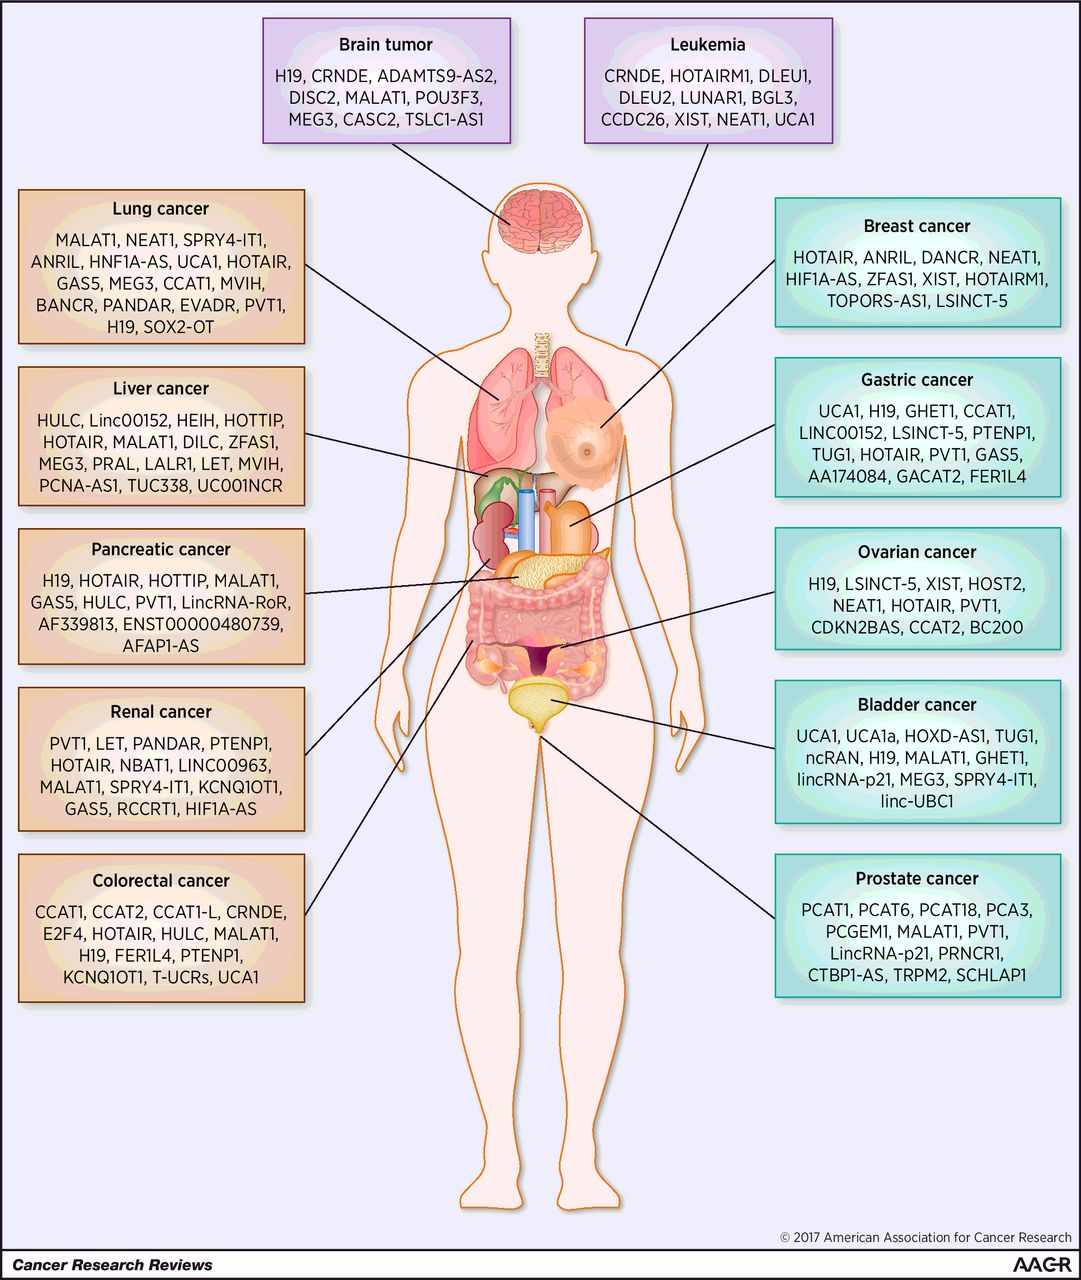 Brain tumor
H19, CRNDE, ADAMTS9-AS2,
DISC2, MALAT1, POU3F3,
MEG3, CASC2, TSLC1-AS1
Leukemia
CRNDE, HOTAIRM1, DLEU1,
DLEU2, LUNAR1, BGL3,
CCDC26, XIST, NEAT1, UCA1
Lung cancer
MALAT1, NEAT1, SPRY4-IT1,
ANRIL, HNF1A-AS, UCA1, HOTAIR,
GAS5, MEG3, CCAT1, MVIH,
BANCR, PANDAR, EVADR, PVT1,
H19, SOX2-OT
Liver cancer
HULC, Linc00152, HEIH, HOTTIP,
HOTAIR, MALAT1, DILC, ZFAS1,
MEG3, PRAL, LALR1, LET, MVIH,
PCNA-AS1, TUC338, UC001NCR
Pancreatic cancer
H19, HOTAIR, HOTTIP, MALAT1,
GAS5, HULC, PVT1, LincRNA-RoR,
AF339813, ENST00000480739,
AFAP1-AS
Renal cancer
PVT1, LET, PANDAR, PTENP1,
HOTAIR, NBAT1, LINC00963,
MALAT1, SPRY4-IT1, KCNQ1OT1,
GAS5, RCCRT1, HIF1A-AS
Colorectal cancer
CCAT1, CCAT2, CCAT1-L, CRNDE,
E2F4, HOTAIR, HULC, MALAT1,
H19, FER1L4, PTENP1,
KCNQ1OT1, T-UCRs, UCA1
Breast cancer
HOTAIR, ANRIL, DANCR, NEAT1,
HIF1A-AS, ZFAS1, XIST, HOTAIRM1,
TOPORS-AS1, LSINCT-5
Gastric cancer
UCA1, H19, GHET1, CCAT1,
LINC00152, LSINCT-5, PTENP1,
TUG1, HOTAIR, PVT1, GAS5,
AA174084, GACAT2, FER1L4
Ovarian cancer
H19, LSINCT-5, XIST, HOST2,
NEAT1, HOTAIR, PVT1,
CDKN2BAS, CCAT2, BC200
Bladder cancer
UCA1, UCA1a, HOXD-AS1, TUG1,
ncRAN, H19, MALAT1, GHET1,
lincRNA-p21, MEG3, SPRY4-IT1,
linc-UBC1
Prostate cancer
PCAT1, PCAT6, PCAT18, PCA3,
PCGEM1, MALAT1, PVT1,
LincRNA-p21, PRNCR1,
CTBP1-AS, TRPM2, SCHLAP1
© 2017 American Association for Cancer Research
Cancer Research Reviews
AACR